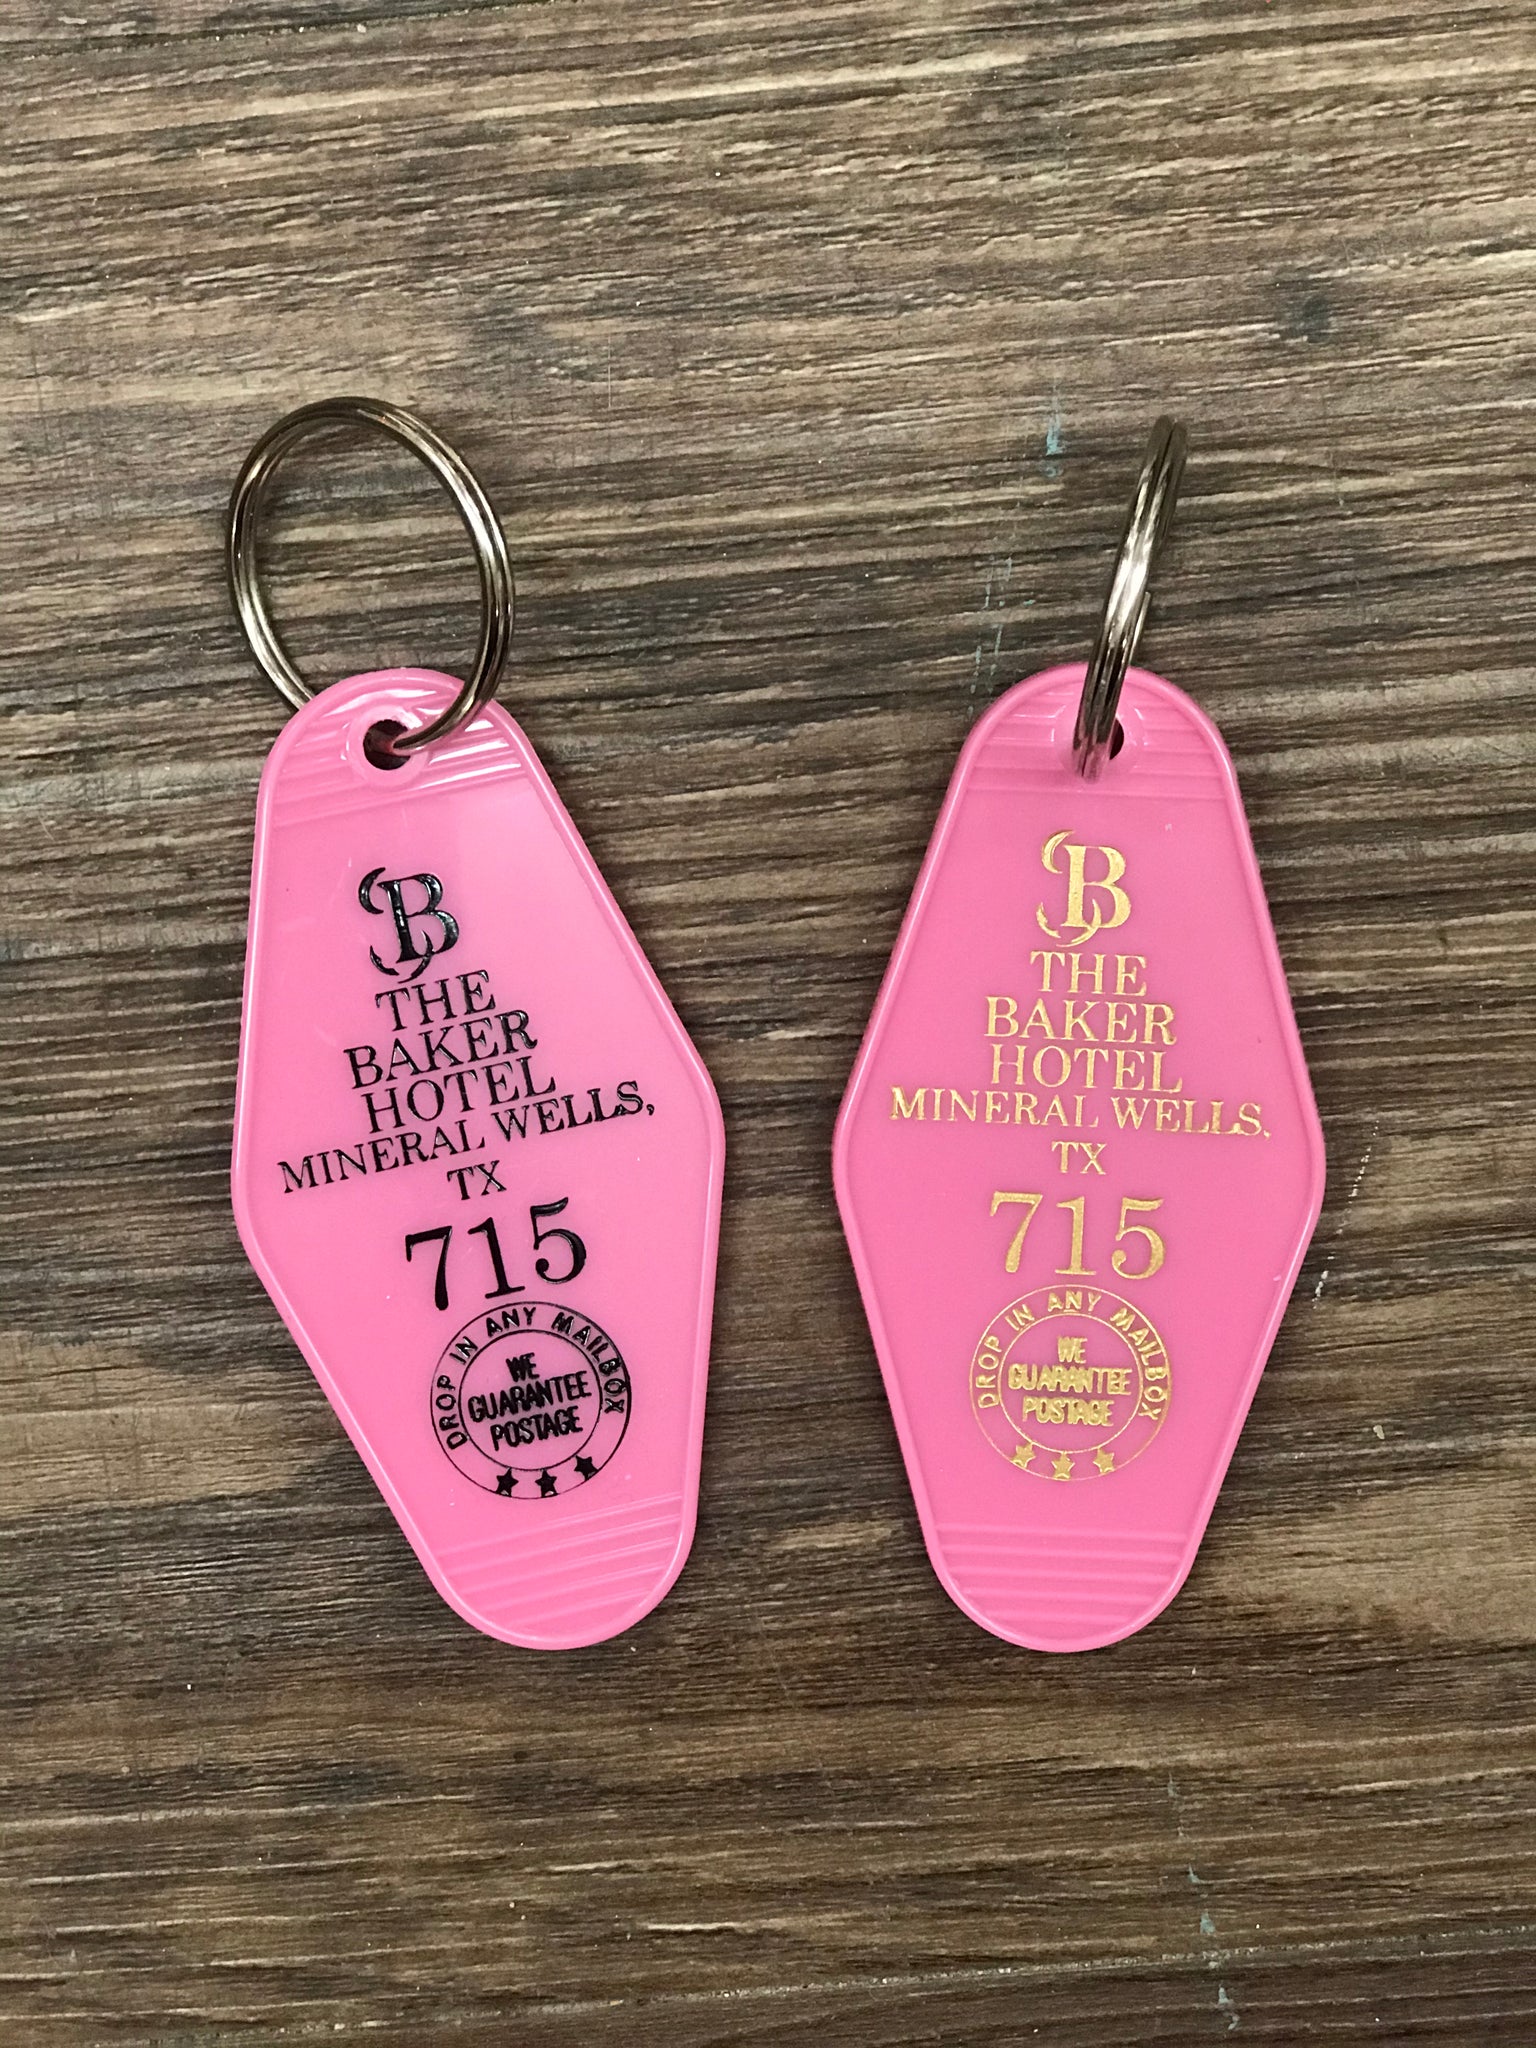 B
THE
BAKER
HOTEL
MINERAL WELLS,
TX
715
DROP IN ANY MAILBOX
WE
GUARANTEE
POSTAGE
B
THE
BAKER
HOTEL
MINERAL WELLS,
TX
715
DROP IN ANY MAILBOX
WE
GUARANTEE
POSTAGE